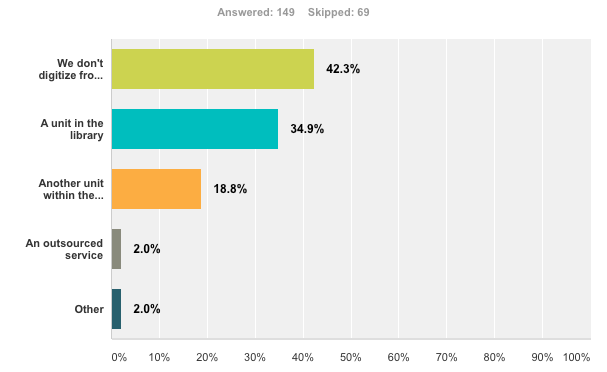 Answered: 149 Skipped: 69
We don't
digitize fro...
42.3%
A unit in the
library
34.9%
Another unit
within the...
18.8%
An outsourced
service
2.0%
Other
2.0%
0% 10% 20% 30% 40% 50% 60% 70% 80% 90% 100%